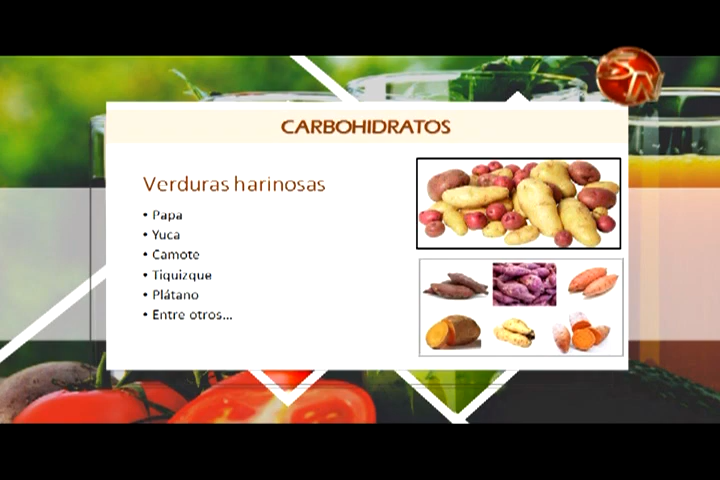 CARBOHIDRATOS
Verduras harinosas
• Papa
• Yuca
• Camote
• Tiquizque
• Plátano
• Entre otros...